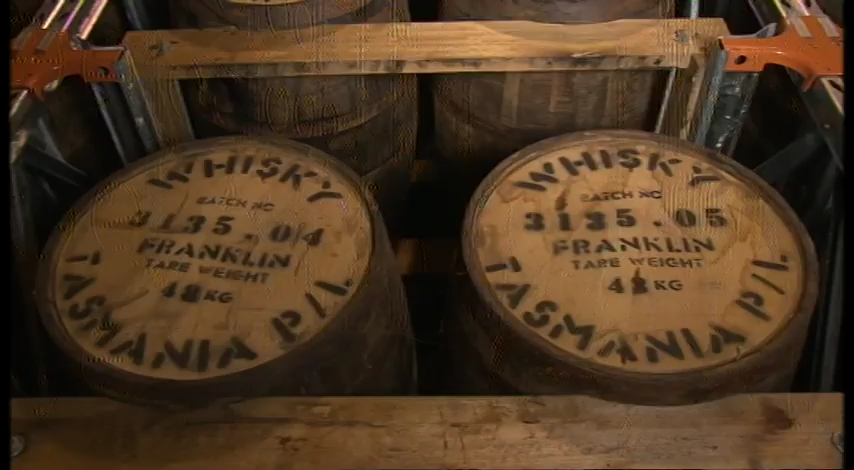 WHISKY
BATCH NO
3135.04
FRANKLIN
TARE WEIGHT
48KG
TASMANIA P/L
WHISKY
BATCH NO
3135.05
FRANKLIN
TARE WEIGHT
48KG
TASMANIA P/L